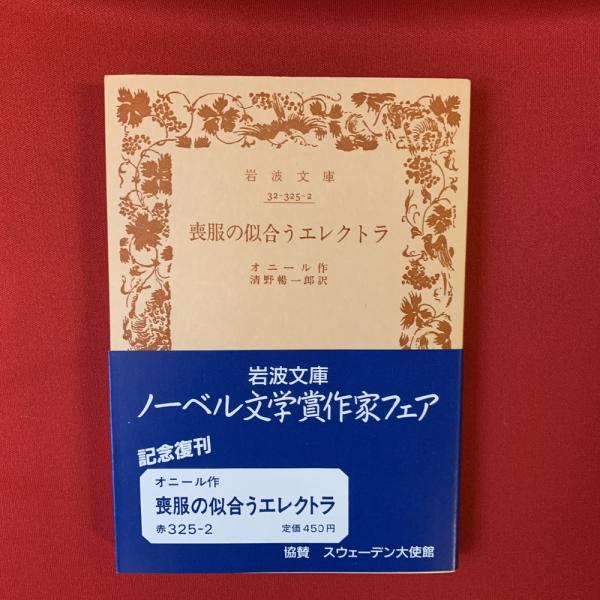 岩波文庫
32-325-2
喪服の似合うエレクトラ
オニール作
清野暢一郎訳
岩波文庫
ノーベル文学賞作家フェア
記念復刊
オニール作
喪服の似合うエレクトラ
赤325-2 定価450円
協賛 スウェーデン大使館